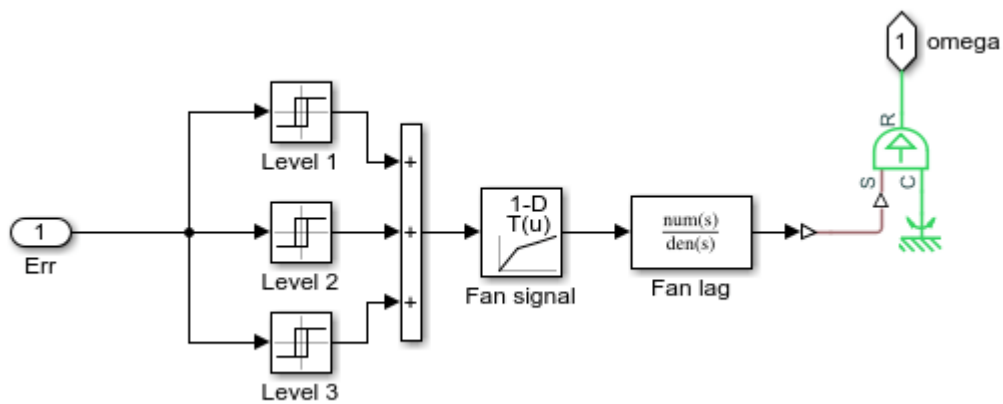 1
omega
R
S
C
Level 1
+
1
Err
Level 2
+
1-D
T(u)
Fan signal
num(s)
den(s)
Fan lag
+
Level 3